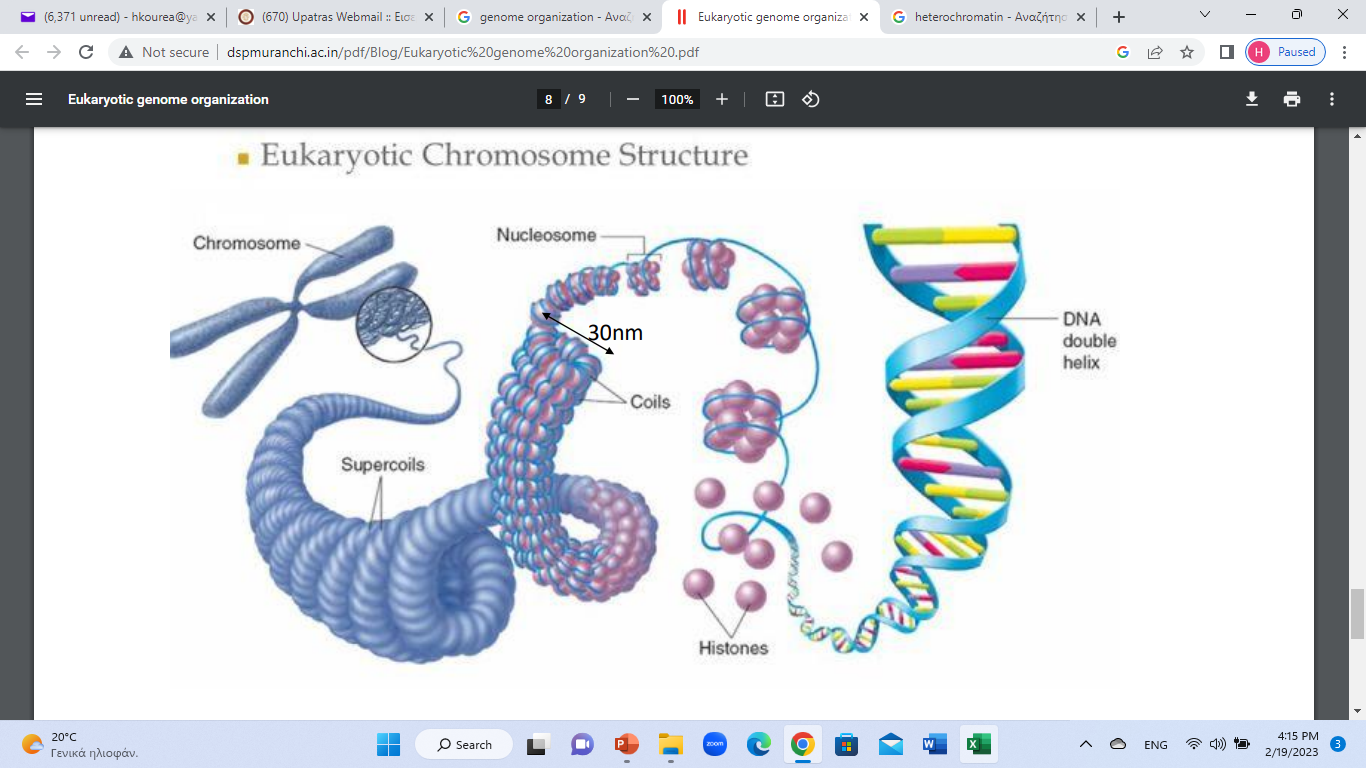 (6,371 unread) - hkourea@ya
(670) Upatras Webmail :: Εισε
genome organization - Αναζ
Eukaryotic genome organizat
heterochromatin - Αναζήτησ
Not secure
dspmuranchi.ac.in/pdf/Blog/Eukaryotic%20genome%20organization%20.pdf
H
Paused
Eukaryotic genome organization
8 / 9
100%
Eukaryotic Chromosome Structure
Chromosome
Nucleosome
30nm
DNA
double
helix
Coils
Supercoils
Histones
20°C
Γενικά ηλιοφάν.
Search
zoom
ENG
4:15 PM
2/19/2023
3